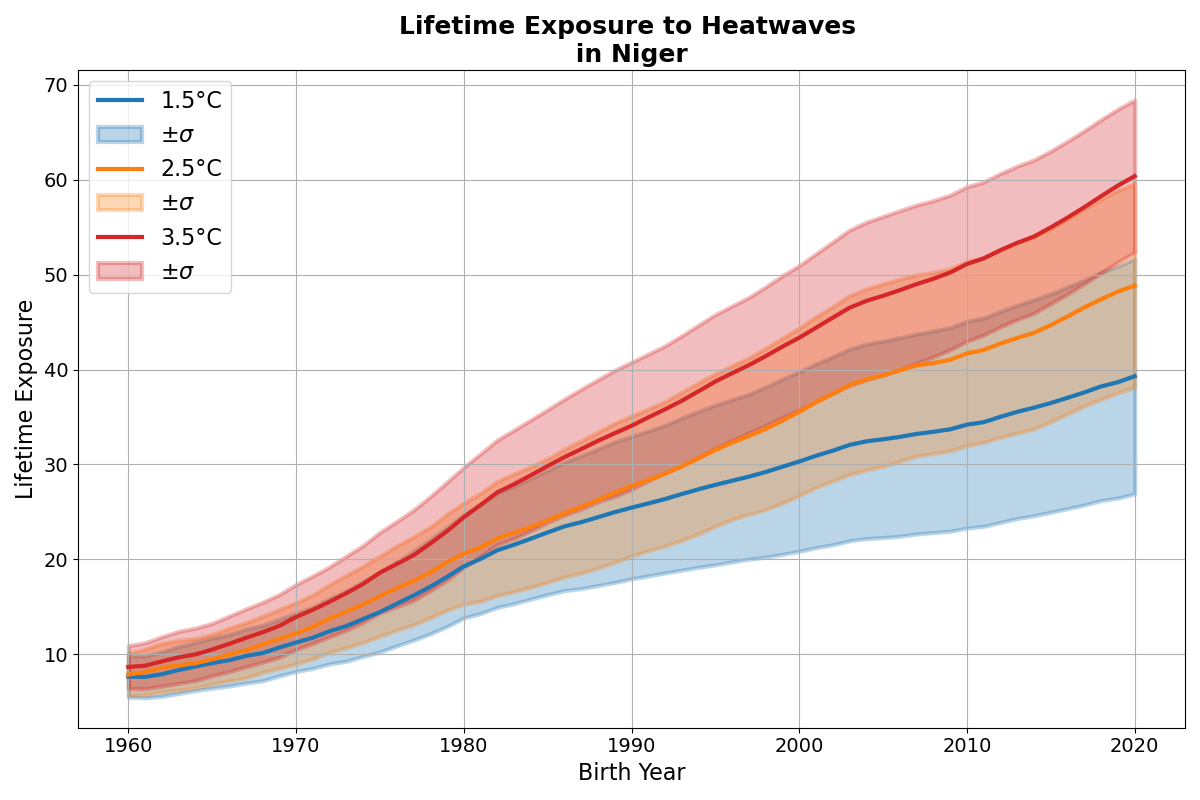 Lifetime Exposure to Heatwaves
in Niger
70
60
50
40
30
20
10
Lifetime Exposure
1.5°C
±σ
2.5°C
±σ
3.5°C
±σ
1960 1970 1980 1990 2000 2010 2020
Birth Year